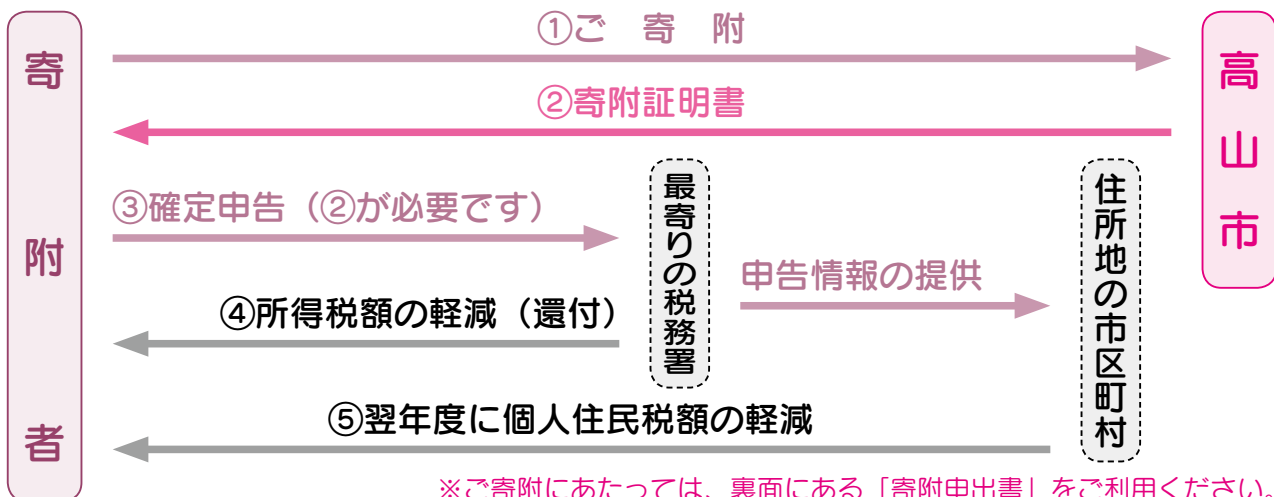 寄附者
①ご 寄 附
高山市
②寄附証明書
③確定申告（②が必要です）
最寄りの税務署
申告情報の提供
住所地の市区町村
④所得税額の軽減（還付）
⑤翌年度に個人住民税額の軽減
※ご寄附にあたっては、裏面にある「寄附申出書」をご利用ください。